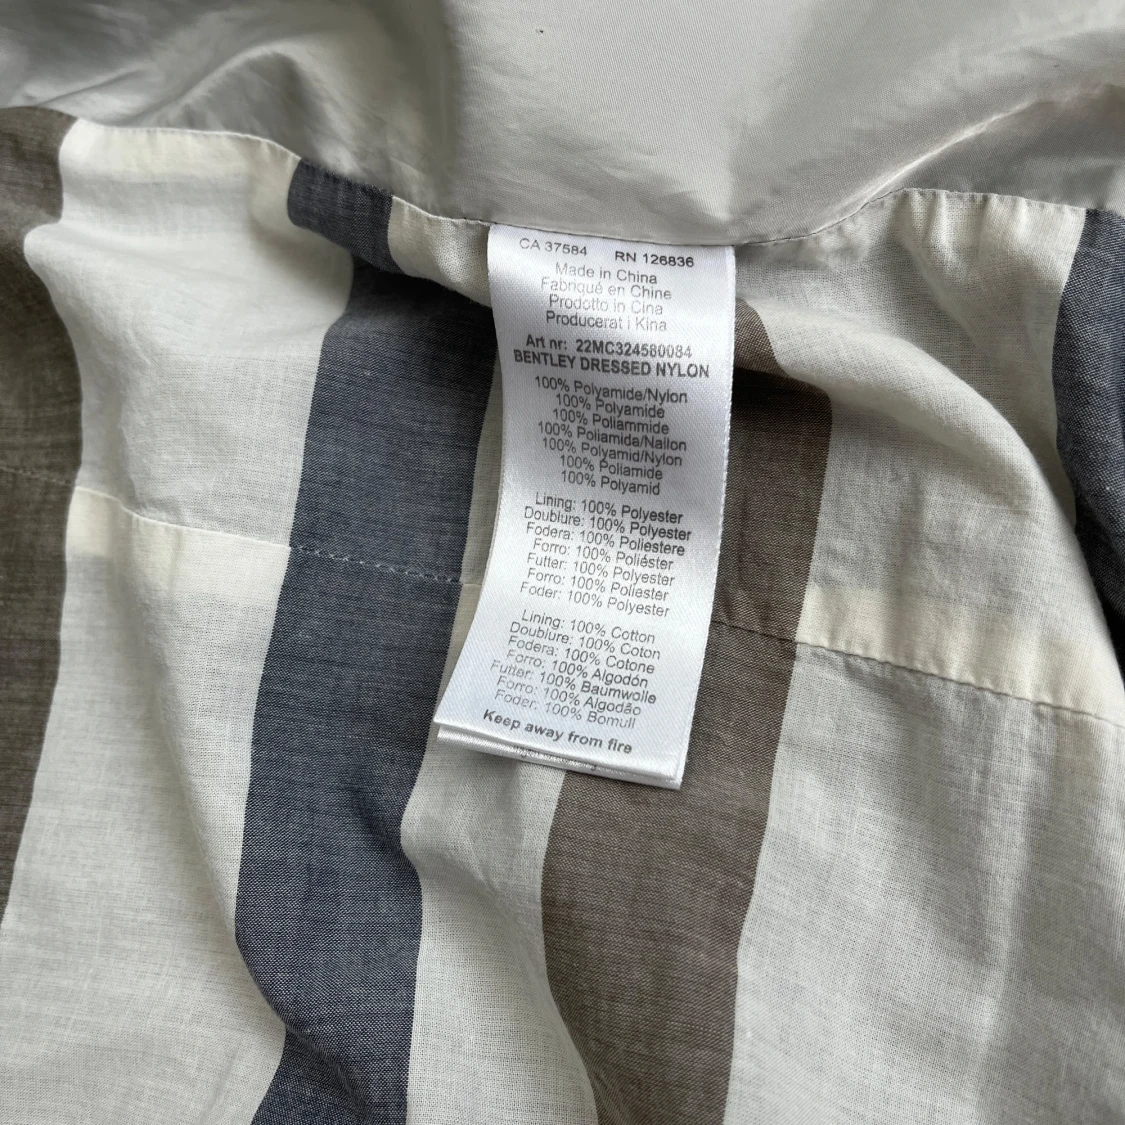 CA 37584 RN 126836
Made in China
Fabriqué en Chine
Prodotto in Cina
Producerat i Kina
Art nr: 22MC324580084
BENTLEY DRESSED NYLON
100% Polyamide/Nylon
100% Polyamide
100% Poliammide
100% Poliamida/Nailon
100% Polyamid/Nylon
100% Poliamide
100% Polyamid
Lining: 100% Polyester
Doublure: 100% Polyester
Fodera: 100% Poliestere
Forro: 100% Poliéster
Futter: 100% Polyester
Forro: 100% Polyester
Foder: 100% Polyester
Lining: 100% Cotton
Doublure: 100% Coton
Fodera: 100% Cotone
Forro: 100% Algodón
Futter: 100% Baumwolle
Forro: 100% Algodão
Foder: 100% Bomull
Keep away from fire